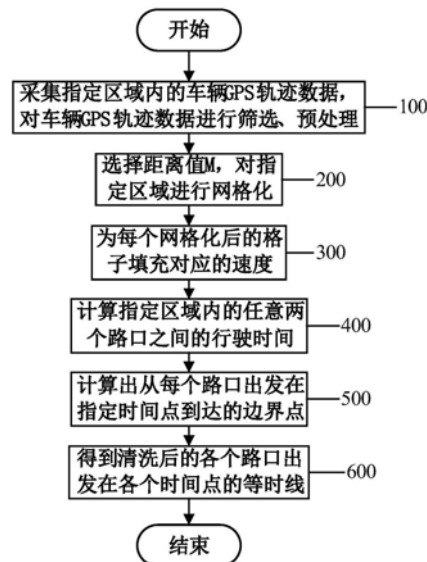 开始
采集指定区域内的车辆GPS轨迹数据，
对车辆GPS轨迹数据进行筛选、预处理
100
选择距离值M，对指
定区域进行网格化
200
为每个网格化后的格
子填充对应的速度
300
计算指定区域内的任意两
个路口之间的行驶时间
400
计算出从每个路口出发在
指定时间点到达的边界点
500
得到清洗后的各个路口出
发在各个时间点的等时线
600
结束